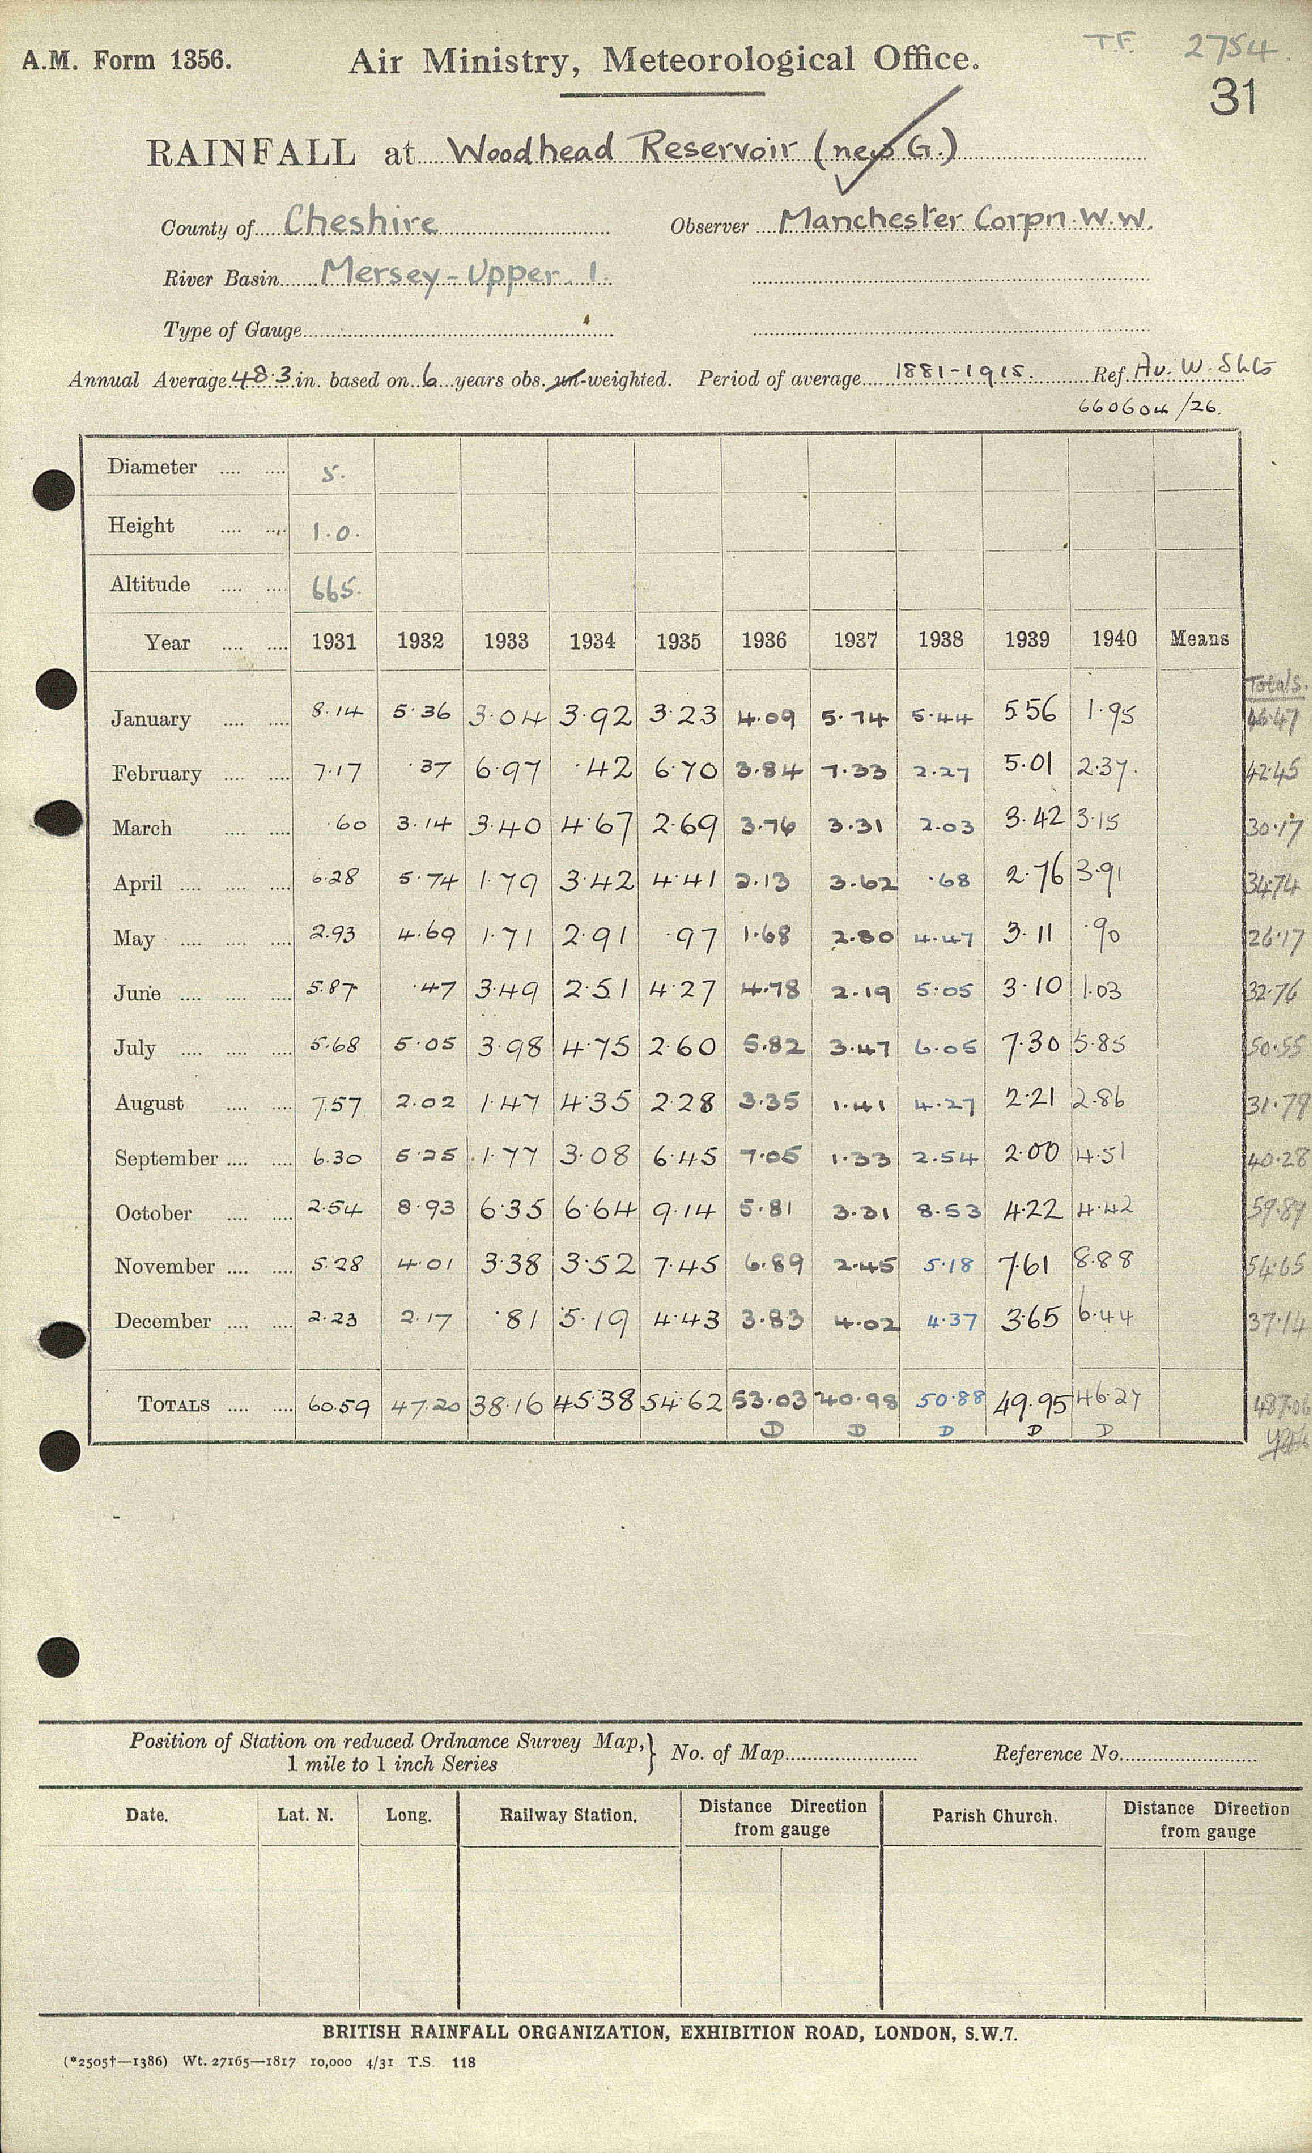 T.F. 2754.
A.M. Form 1356. Air Ministry, Meteorological Office.
31
RAINFALL at Woodhead Reservoir (new G.)
County of Cheshire Observer Manchester Corpn. W.W.
River Basin Mersey - Upper. 1.
Type of Gauge
Annual Average 48.3 in. based on 6 years obs. un-weighted. Period of average 1881-1915. Ref. Av. W. Shts
660604/26.
Diameter 5.
Height 1.0.
Altitude 665.
Year 1931 1932 1933 1934 1935 1936 1937 1938 1939 1940 Means
Totals.
January 8.14 5.36 3.04 3.92 3.23 4.09 5.74 5.44 5.56 1.95 46.47
February 7.17 .37 6.97 .42 6.70 3.84 7.33 2.27 5.01 2.37. 42.45
March .60 3.14 3.40 4.67 2.69 3.76 3.31 2.03 3.42 3.15 30.17
April 6.28 5.74 1.79 3.42 4.41 2.13 3.62 .68 2.76 3.91 34.74
May 2.93 4.69 1.71 2.91 .97 1.68 2.80 4.47 3.11 .90 26.17
June 5.87 .47 3.49 2.51 4.27 4.78 2.19 5.05 3.10 1.03 32.76
July 5.68 5.05 3.98 4.75 2.60 5.82 3.47 6.05 7.30 5.85 50.55
August 7.57 2.02 1.47 4.35 2.28 3.35 1.41 4.27 2.21 2.86 31.79
September 6.30 5.25 1.77 3.08 6.45 7.05 1.33 2.54 2.00 4.51 40.28
October 2.54 8.93 6.35 6.64 9.14 5.81 3.31 8.53 4.22 4.42 59.89
November 5.28 4.01 3.38 3.52 7.45 6.89 2.45 5.18 7.61 8.88 54.65
December 2.23 2.17 .81 5.19 4.43 3.83 4.02 4.37 3.65 6.44 37.14
TOTALS 60.59 47.20 38.16 45.38 54.62 53.03 40.98 50.88 49.95 46.27 487.06
D D D D D
Position of Station on reduced Ordnance Survey Map, } No. of Map Reference No.
1 mile to 1 inch Series
Date. Lat. N. Long. Railway Station. Distance Direction from gauge Parish Church. Distance Direction from gauge
BRITISH RAINFALL ORGANIZATION, EXHIBITION ROAD, LONDON, S.W.7.
(*2505†—1386) Wt. 27165—1817 10,000 4/31 T.S. 118